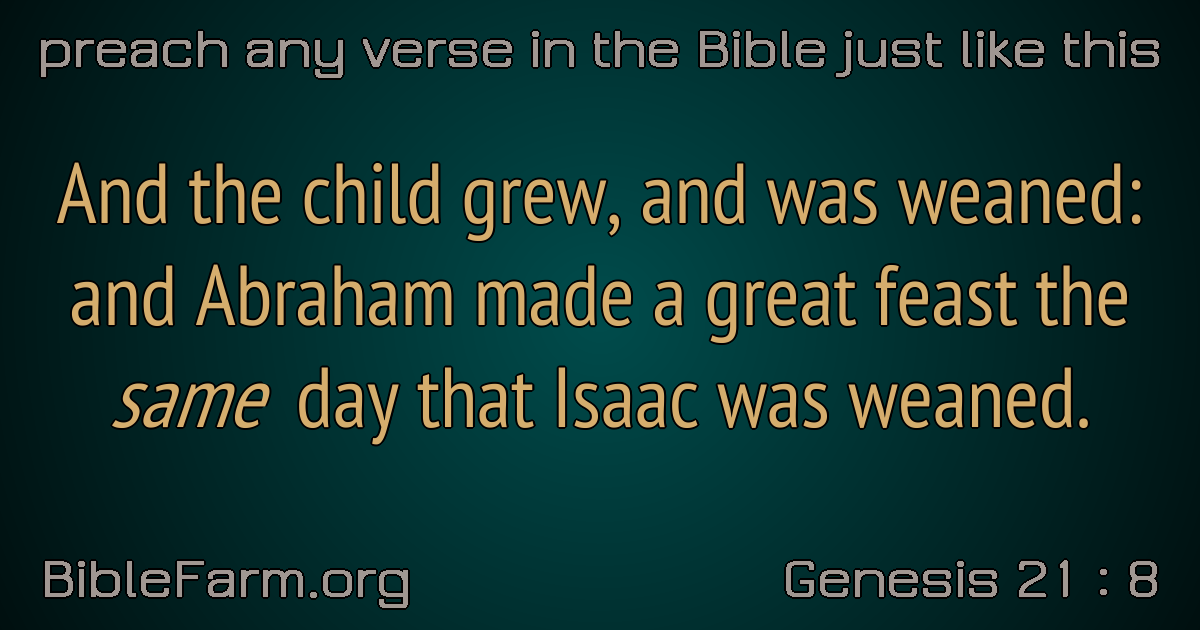 preach any verse in the Bible just like this
And the child grew, and was weaned:
and Abraham made a great feast the
same day that Isaac was weaned.
BibleFarm.org
Genesis 21 : 8